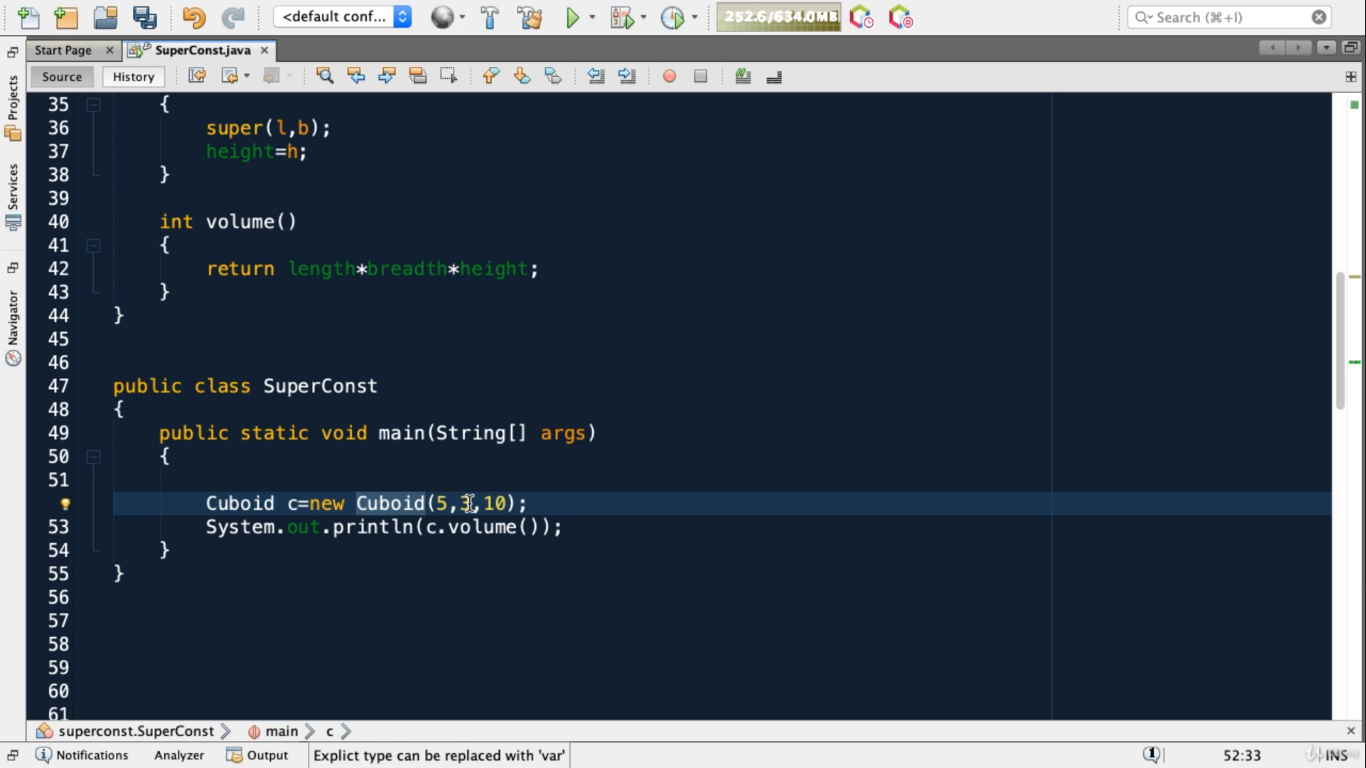 <default conf...
252.6/634.0MB
Search (⌘+I)
Start Page
SuperConst.java
Source
History
Projects
Services
Navigator
35 {
36 super(l,b);
37 height=h;
38 }
39
40 int volume()
41 {
42 return length*breadth*height;
43 }
44 }
45
46
47 public class SuperConst
48 {
49 public static void main(String[] args)
50 {
51
Cuboid c=new Cuboid(5,3,10);
53 System.out.println(c.volume());
54 }
55 }
56
57
58
59
60
61
superconst.SuperConst
main
c
Notifications
Analyzer
Output
Explict type can be replaced with 'var'
1
52:33
INS